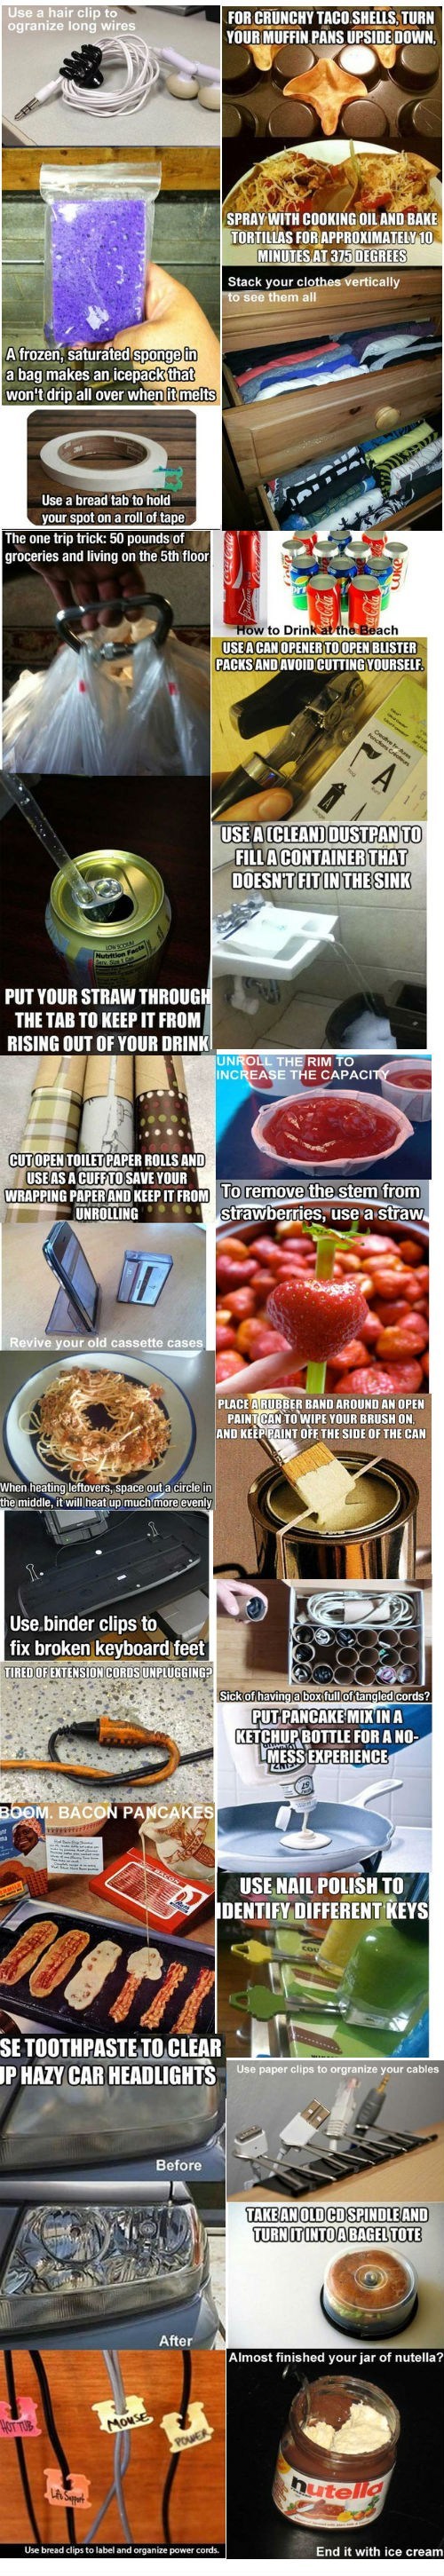 Use a hair clip to
ogranize long wires
FOR CRUNCHY TACO SHELLS, TURN
YOUR MUFFIN PANS UPSIDE DOWN,
SPRAY WITH COOKING OIL AND BAKE
TORTILLAS FOR APPROXIMATELY 10
MINUTES AT 375 DEGREES
A frozen, saturated sponge in
a bag makes an icepack that
won't drip all over when it melts
Stack your clothes vertically
to see them all
Use a bread tab to hold
your spot on a roll of tape
The one trip trick: 50 pounds of
groceries and living on the 5th floor
How to Drink at the Beach
USE A CAN OPENER TO OPEN BLISTER
PACKS AND AVOID CUTTING YOURSELF.
A
LOW SODIUM
Nutrition Facts
PUT YOUR STRAW THROUGH
THE TAB TO KEEP IT FROM
RISING OUT OF YOUR DRINK
USE A (CLEAN) DUSTPAN TO
FILL A CONTAINER THAT
DOESN'T FIT IN THE SINK
CUT OPEN TOILET PAPER ROLLS AND
USE AS A CUFF TO SAVE YOUR
WRAPPING PAPER AND KEEP IT FROM
UNROLLING
UNROLL THE RIM TO
INCREASE THE CAPACITY
To remove the stem from
strawberries, use a straw
Revive your old cassette cases
When heating leftovers, space out a circle in
the middle, it will heat up much more evenly
PLACE A RUBBER BAND AROUND AN OPEN
PAINT CAN TO WIPE YOUR BRUSH ON,
AND KEEP PAINT OFF THE SIDE OF THE CAN
Use binder clips to
fix broken keyboard feet
Sick of having a box full of tangled cords?
TIRED OF EXTENSION CORDS UNPLUGGING?
PUT PANCAKE MIX IN A
KETCHUP BOTTLE FOR A NO-
MESS EXPERIENCE
BOOM. BACON PANCAKES
BACON
USE NAIL POLISH TO
IDENTIFY DIFFERENT KEYS
SE TOOTHPASTE TO CLEAR
UP HAZY CAR HEADLIGHTS
Before
After
Use paper clips to orgranize your cables
TAKE AN OLD CD SPINDLE AND
TURN IT INTO A BAGEL TOTE
HOT TUB
MOUSE
POWER
Life Support
Use bread clips to label and organize power cords.
Almost finished your jar of nutella?
nutella
End it with ice cream